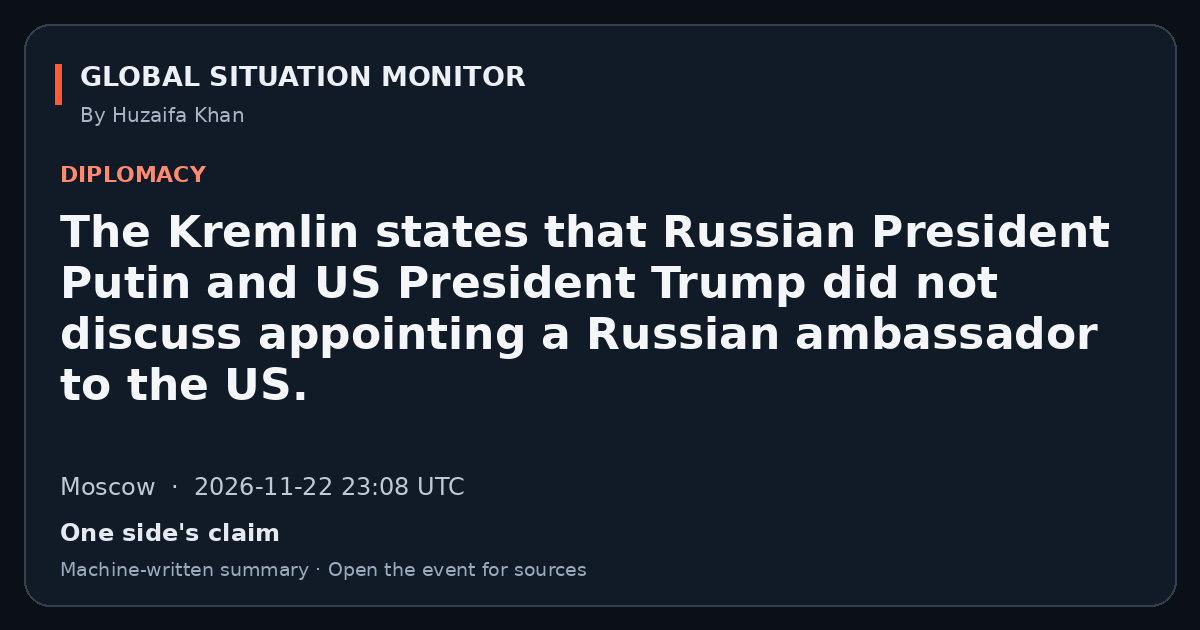 GLOBAL SITUATION MONITOR
By Huzaifa Khan
DIPLOMACY
The Kremlin states that Russian President
Putin and US President Trump did not
discuss appointing a Russian ambassador
to the US.
Moscow · 2026-11-22 23:08 UTC
One side's claim
Machine-written summary · Open the event for sources